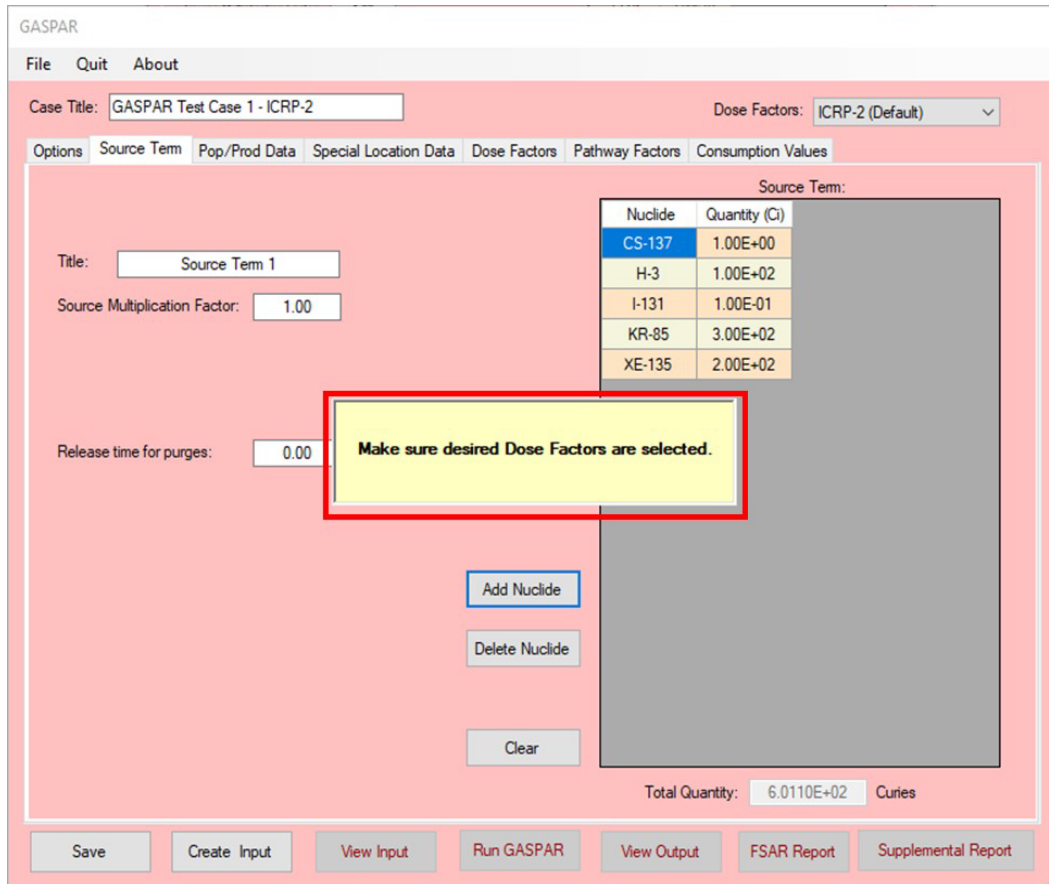 GASPAR
File Quit About
Case Title: GASPAR Test Case 1 - ICRP-2 Dose Factors: ICRP-2 (Default)
Options Source Term Pop/Prod Data Special Location Data Dose Factors Pathway Factors Consumption Values
Source Term:
Nuclide Quantity (Ci)
CS-137 1.00E+00
Title: Source Term 1
H-3 1.00E+02
Source Multiplication Factor: 1.00
I-131 1.00E-01
KR-85 3.00E+02
XE-135 2.00E+02
Release time for purges: 0.00
Make sure desired Dose Factors are selected.
Add Nuclide
Delete Nuclide
Clear
Total Quantity: 6.0110E+02 Curies
Save Create Input View Input Run GASPAR View Output FSAR Report Supplemental Report